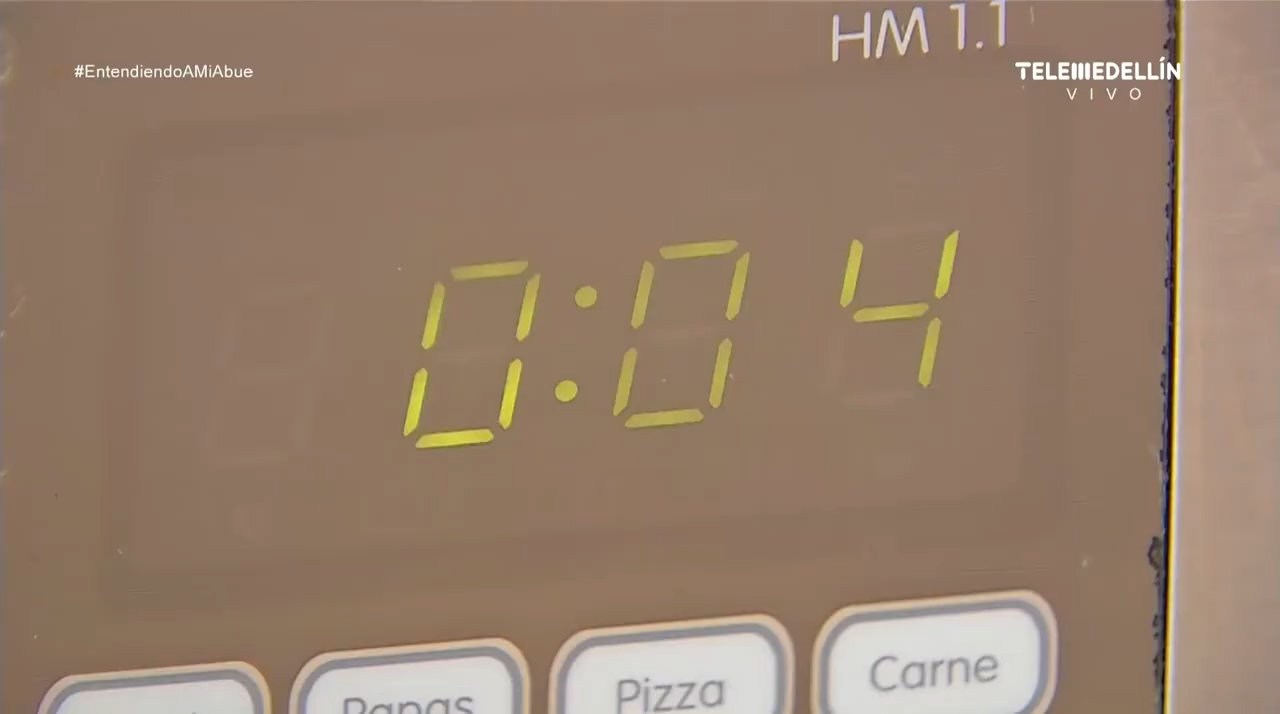 HM 1.1
#EntendiendoAMiAbue
TELEMEDELLÍN
VIVO
0:04
Papas
Pizza
Carne